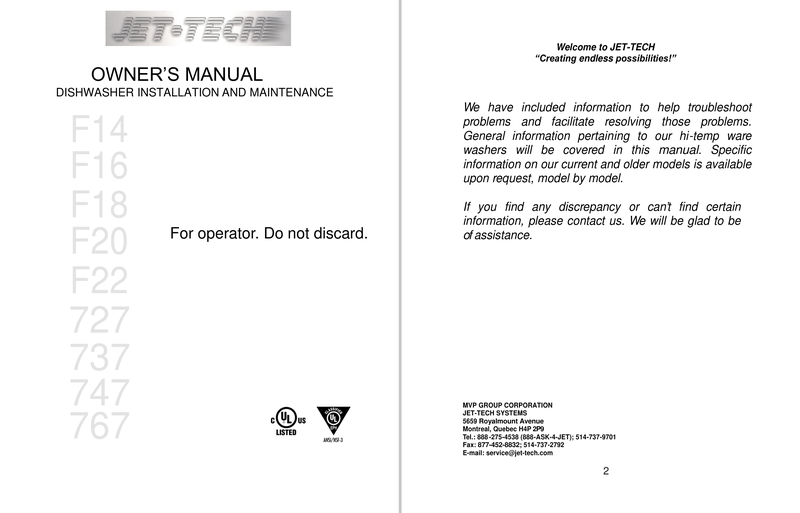 JET-TECH
OWNER'S MANUAL
DISHWASHER INSTALLATION AND MAINTENANCE
F14
F16
F18
F20
F22
727
737
747
767
For operator. Do not discard.
C UL US
LISTED
CLASSIFIED
UL
ANSI/NSF-3
Welcome to JET-TECH
“Creating endless possibilities!”
We have included information to help troubleshoot
problems and facilitate resolving those problems.
General information pertaining to our hi-temp ware
washers will be covered in this manual. Specific
information on our current and older models is available
upon request, model by model.
If you find any discrepancy or can't find certain
information, please contact us. We will be glad to be
of assistance.
MVP GROUP CORPORATION
JET-TECH SYSTEMS
5659 Royalmount Avenue
Montreal, Quebec H4P 2P9
Tel.: 888-275-4538 (888-ASK-4-JET); 514-737-9701
Fax: 877-452-8832; 514-737-2792
E-mail: service@jet-tech.com
2